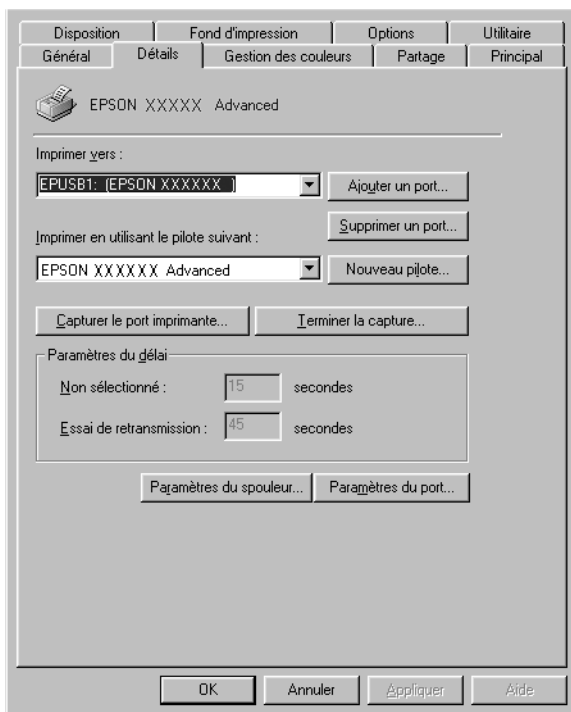 Disposition Fond d'impression Options Utilitaire
Général Détails Gestion des couleurs Partage Principal
EPSON XXXXX Advanced
Imprimer vers :
EPUSB1: (EPSON XXXXXX ) Ajouter un port...
Supprimer un port...
Imprimer en utilisant le pilote suivant :
EPSON XXXXXX Advanced Nouveau pilote...
Capturer le port imprimante... Terminer la capture...
Paramètres du délai
Non sélectionné : 15 secondes
Essai de retransmission : 45 secondes
Paramètres du spouleur... Paramètres du port...
OK Annuler Appliquer Aide